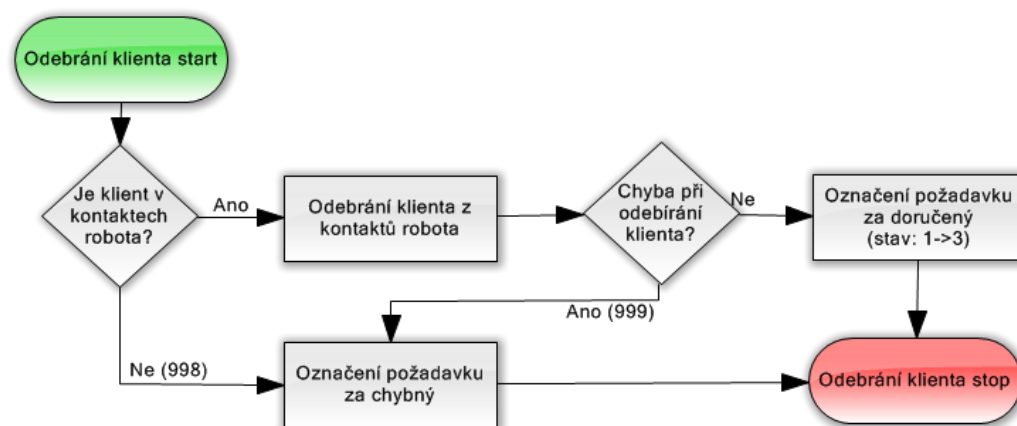 Odebrání klienta start
Je klient v
kontaktech
robota?
Ano
Odebrání klienta z
kontaktů robota
Chyba při
odebírání
klienta?
Ne
Označení požadavku
za doručený
(stav: 1->3)
Ano (999)
Ne (998)
Označení požadavku
za chybný
Odebrání klienta stop